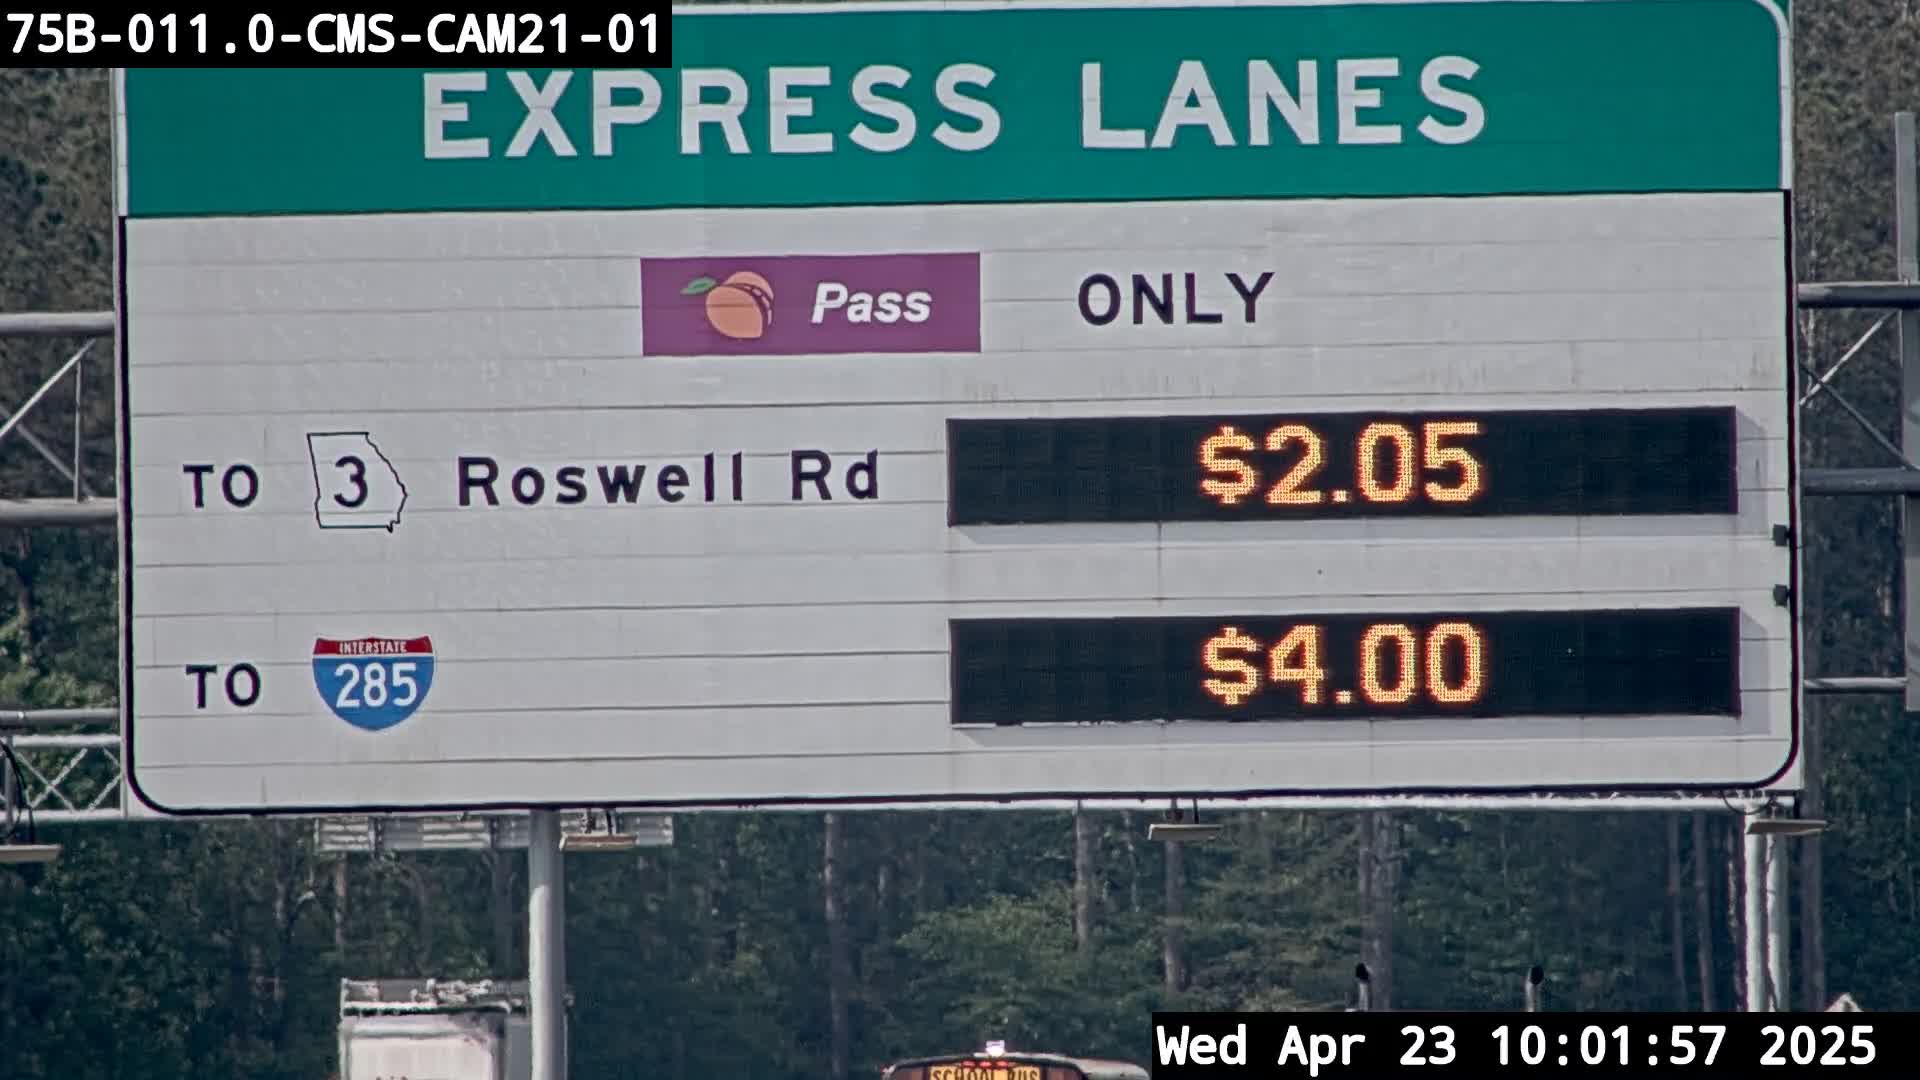 75B-011.0-CMS-CAM21-01
EXPRESS LANES
Pass ONLY
TO 3 Roswell Rd $2.05
INTERSTATE
TO 285 $4.00
SCHOOL BUS
Wed Apr 23 10:01:57 2025